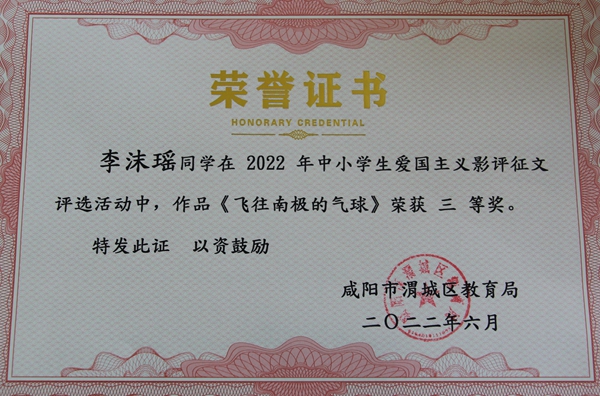 荣誉证书
HONORARY CREDENTIAL
李沫瑶同学在 2022 年中小学生爱国主义影评征文
评选活动中，作品《飞往南极的气球》荣获 三 等奖。
特发此证 以资鼓励
咸阳市渭城区教育局
二〇二二年六月